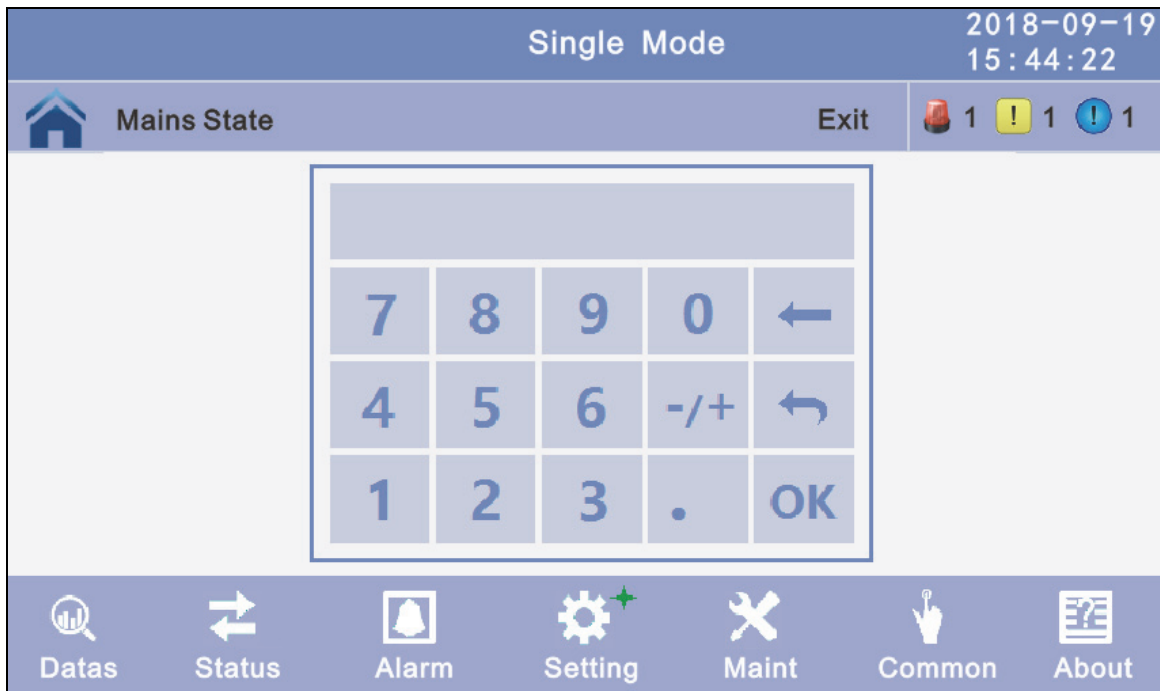 Single Mode
2018-09-19
15:44:22
Mains State
Exit
! 1
1 ! 1
7 8 9 0
4 5 6 -/+
1 2 3 . OK
?
Datas Status Alarm Setting Maint Common About